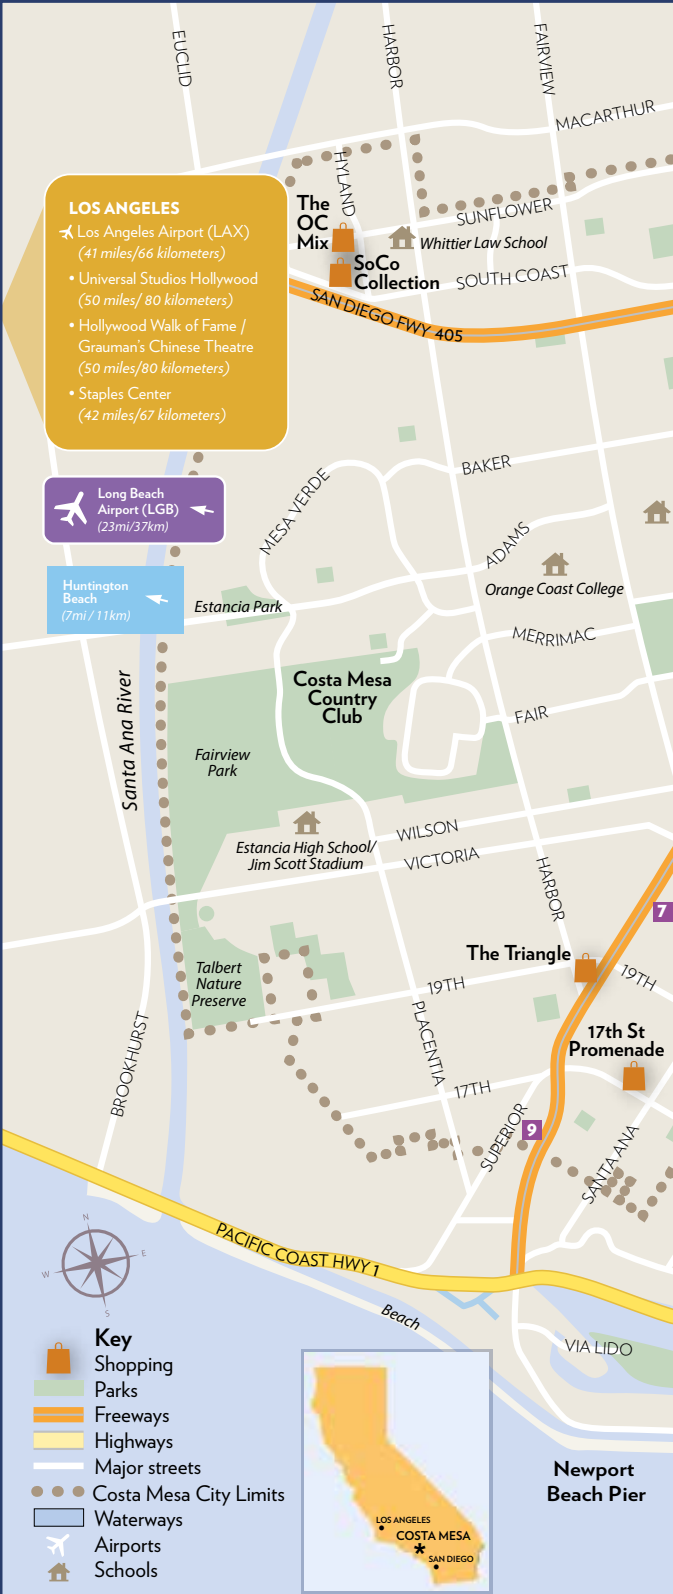 EUCLID
HARBOR
FAIRVIEW
MACARTHUR
HYLAND
SUNFLOWER
The
OC
Mix
Whittier Law School
SoCo
Collection
SOUTH COAST
SAN DIEGO FWY 405
LOS ANGELES
Los Angeles Airport (LAX)
(41 miles/66 kilometers)
• Universal Studios Hollywood
(50 miles/ 80 kilometers)
• Hollywood Walk of Fame /
Grauman's Chinese Theatre
(50 miles/80 kilometers)
• Staples Center
(42 miles/67 kilometers)
BAKER
MESA VERDE
Long Beach
Airport (LGB)
(23mi/37km)
ADAMS
Orange Coast College
Huntington
Beach
(7mi / 11km)
Estancia Park
MERRIMAC
Santa Ana River
Costa Mesa
Country
Club
FAIR
Fairview
Park
WILSON
Estancia High School/
Jim Scott Stadium
VICTORIA
HARBOR
7
The Triangle
19TH
Talbert
Nature
Preserve
19TH
PLACENTIA
17th St
Promenade
BROOKHURST
17TH
SUPERIOR
9
SANTA ANA
PACIFIC COAST HWY 1
N
E
W
S
Beach
VIA LIDO
Key
Shopping
Parks
Freeways
Highways
Major streets
Costa Mesa City Limits
Waterways
Airports
Schools
LOS ANGELES
COSTA MESA
*
SAN DIEGO
Newport
Beach Pier